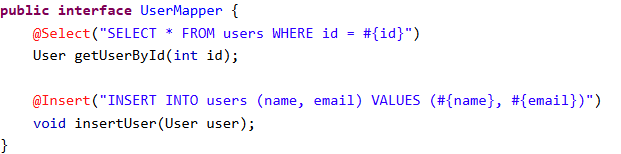 public interface UserMapper {
    @Select("SELECT * FROM users WHERE id = #{id}")
    User getUserById(int id);

    @Insert("INSERT INTO users (name, email) VALUES (#{name}, #{email})")
    void insertUser(User user);
}